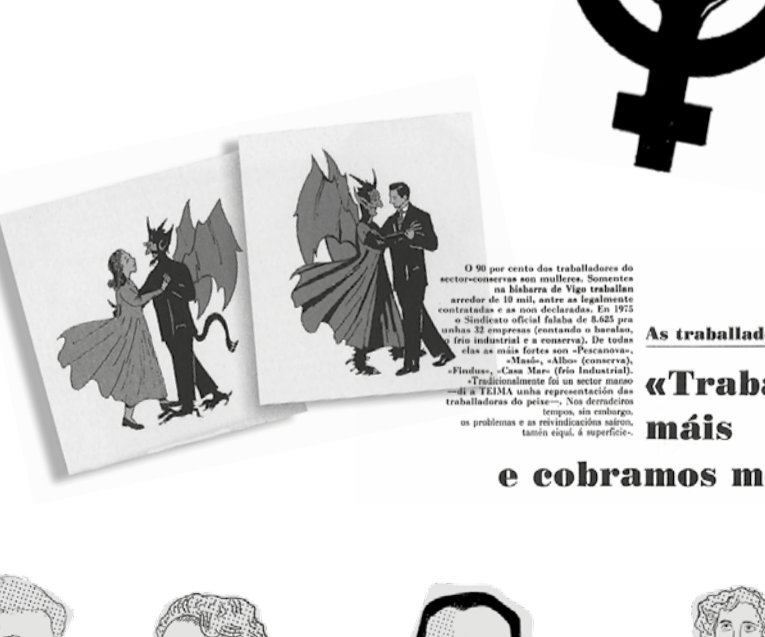 O 90 por cento dos traballadores do
sector-conservas son mulleres. Somentes
na bisbarra de Vigo traballan
arredor de 10 mil, antre as legalmente
contratadas e as non declaradas. En 1975
o Sindicato oficial falaba de 8.625 pra
unhas 32 empresas (contando o bacalao,
o frío industrial e a conserva). De todas
elas as máis fortes son «Pescanova»,
«Masó», «Albo» (conserva),
«Findus», «Casa Mar» (frío Industrial).
«Tradicionalmente foi un sector manso
—di a TEIMA unha representación das
traballadoras do peixe—. Nos derradeiros
tempos, sin embargo,
os problemas e as reivindicacións saíron,
tamén eiquí, á superficie».
As traballad
«Traba
máis
e cobramos m